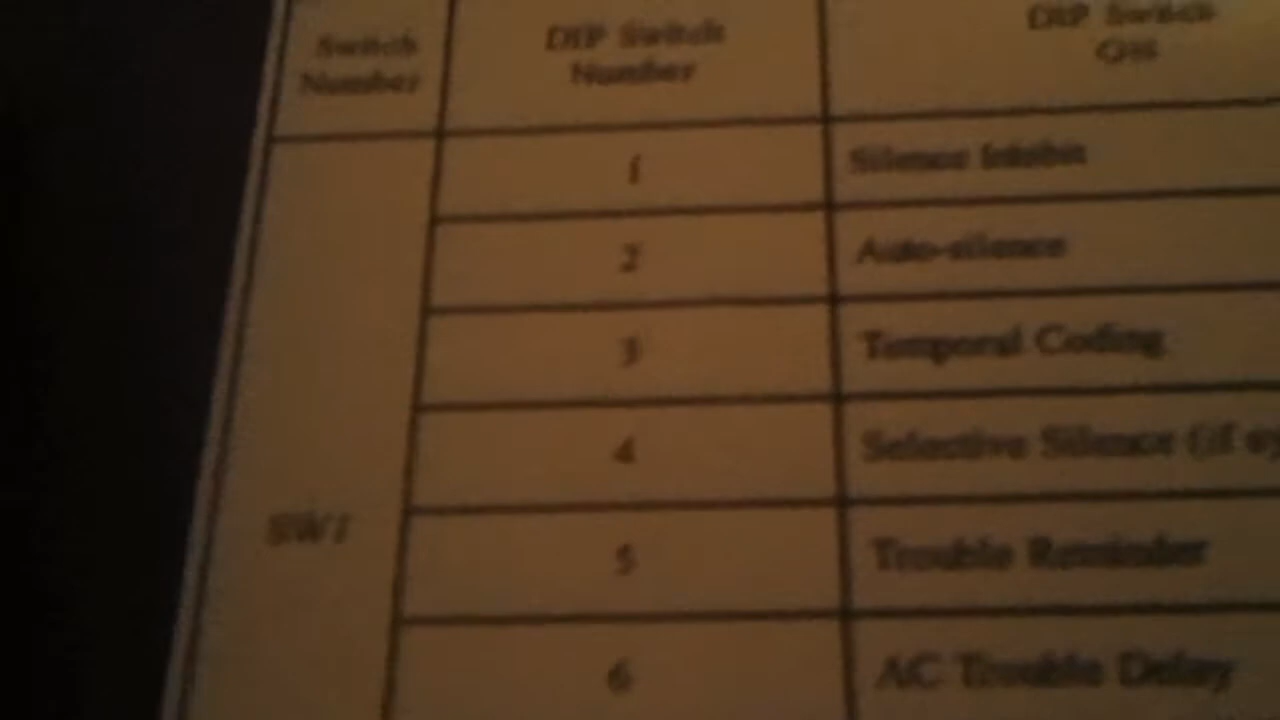 Switch
Number
DIP Switch
Number
DIP Switch
ON
1
Silence Inhibit
2
Auto-silence
3
Temporal Coding
4
Selective Silence (if
5
Trouble Reminder
SW1
6
AC Trouble Delay